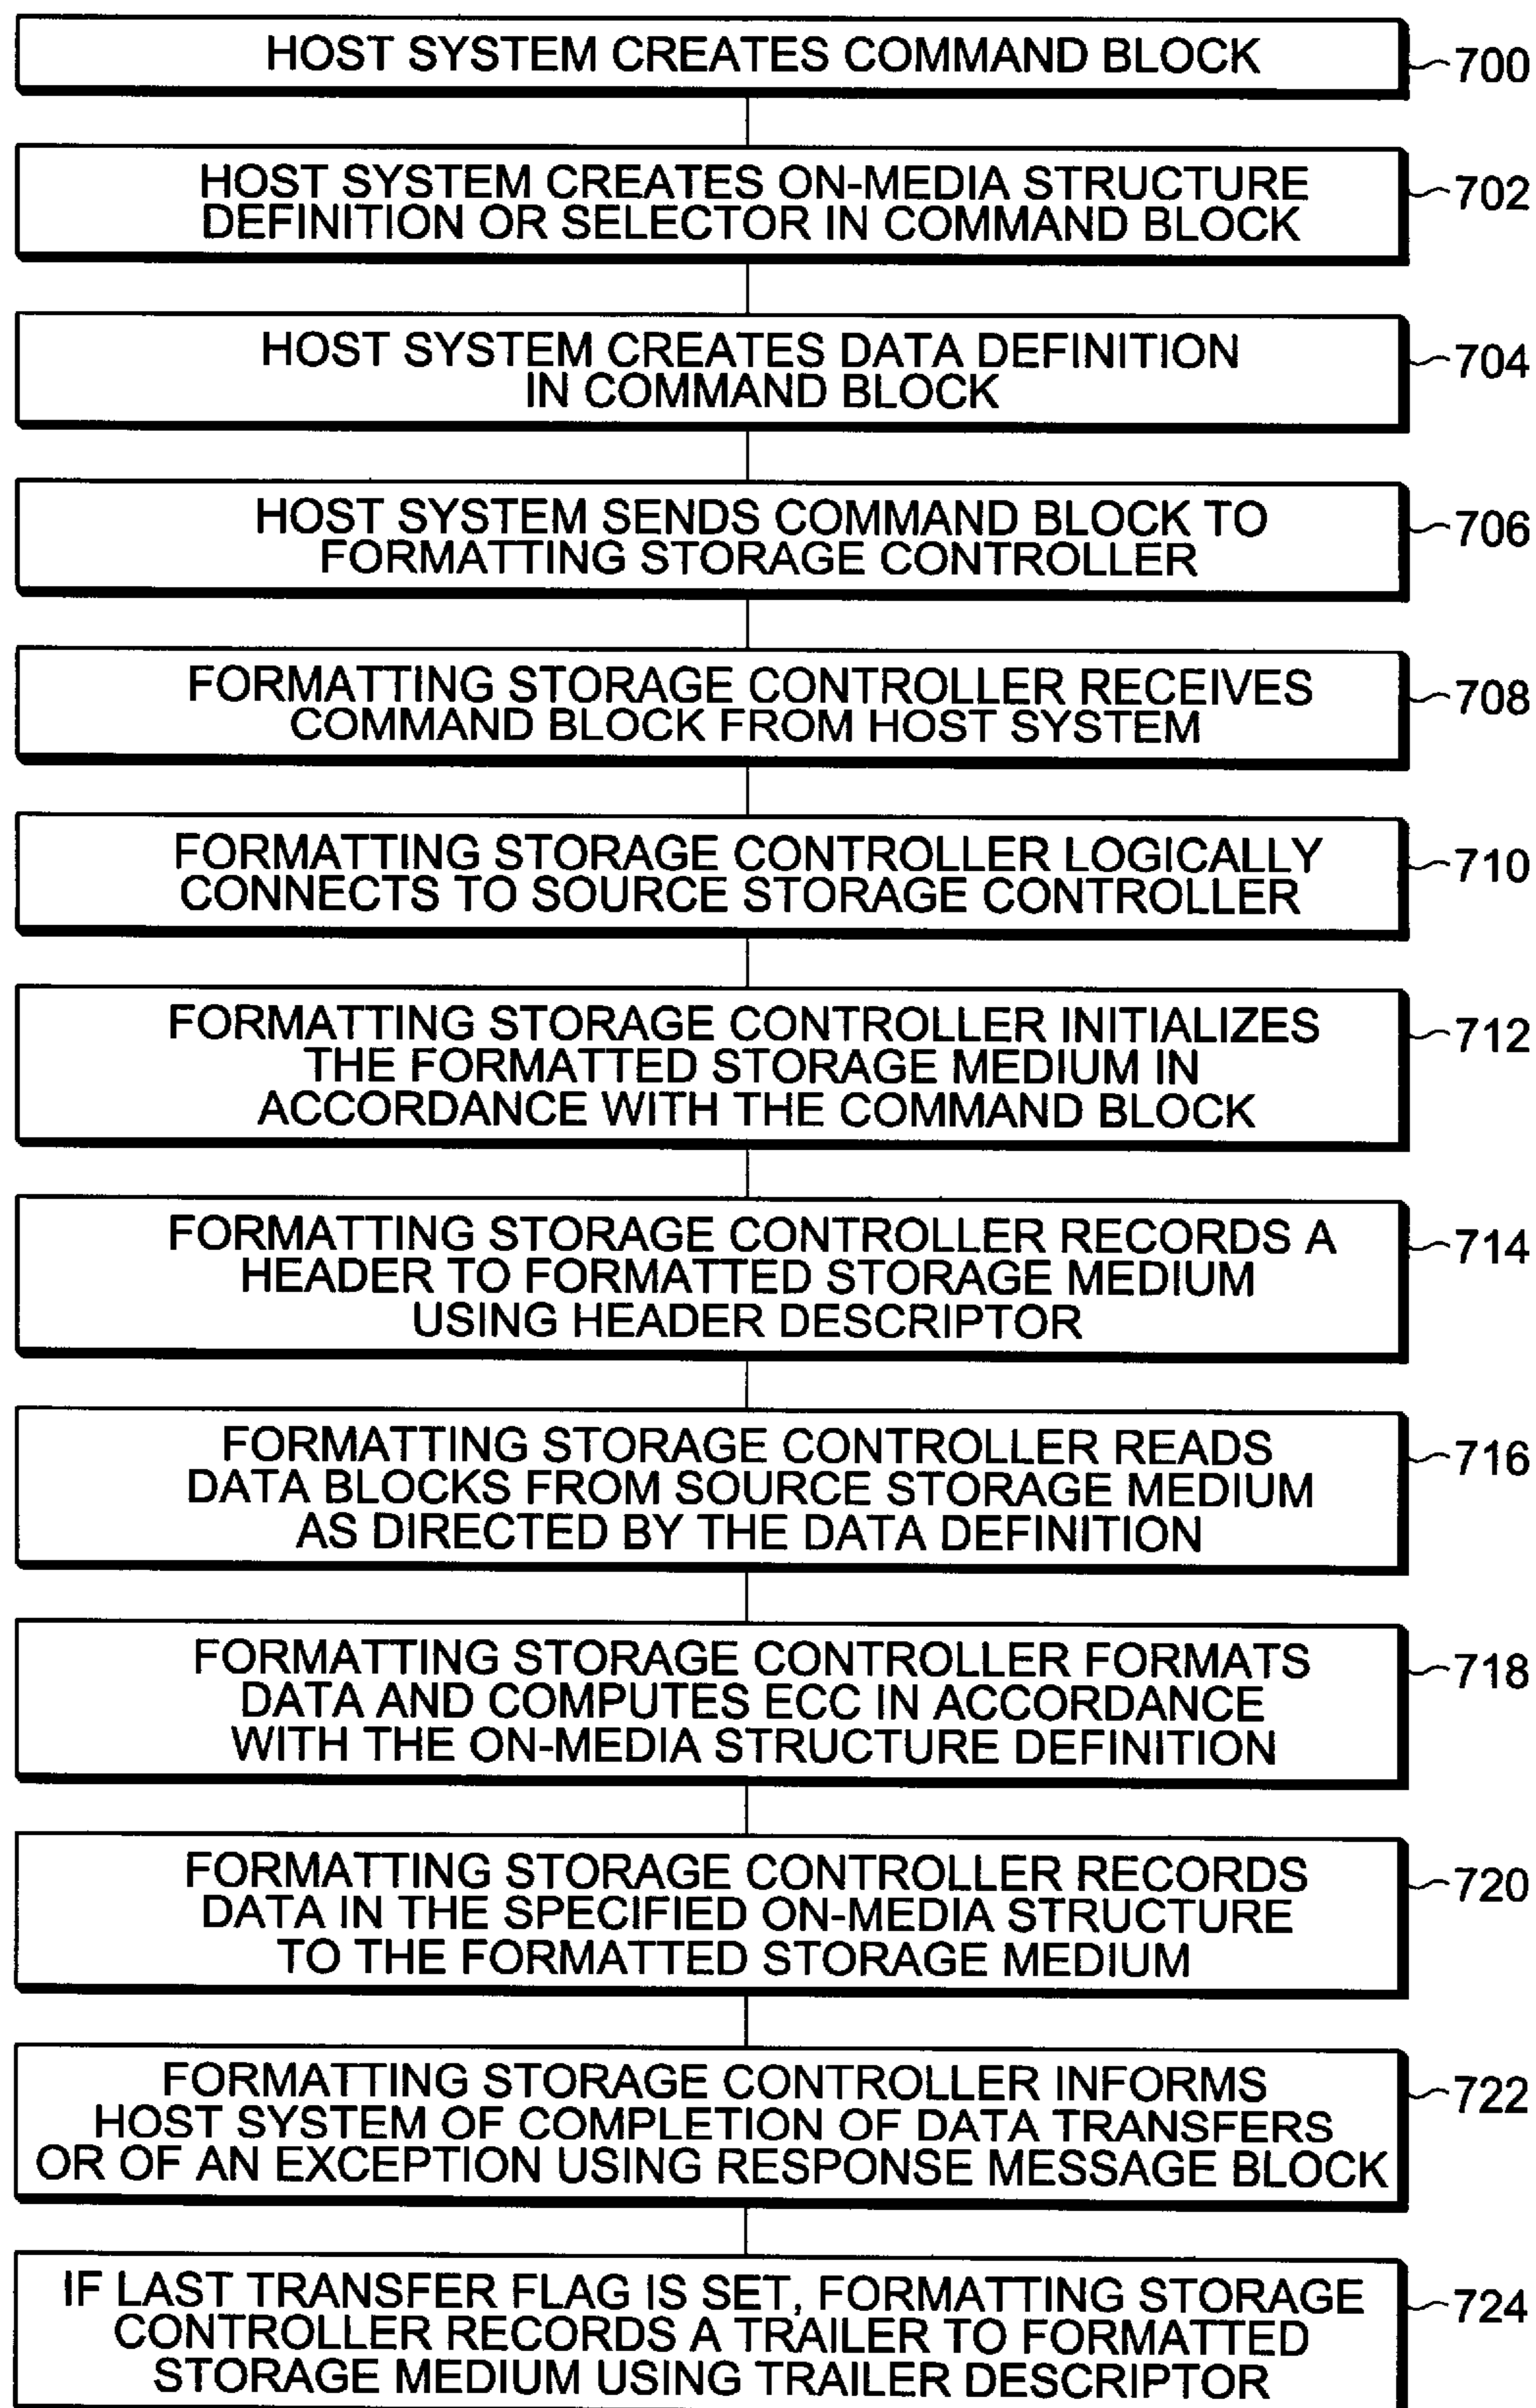 HOST SYSTEM CREATES COMMAND BLOCK
700
HOST SYSTEM CREATES ON-MEDIA STRUCTURE
DEFINITION OR SELECTOR IN COMMAND BLOCK
702
HOST SYSTEM CREATES DATA DEFINITION
IN COMMAND BLOCK
704
HOST SYSTEM SENDS COMMAND BLOCK TO
FORMATTING STORAGE CONTROLLER
706
FORMATTING STORAGE CONTROLLER RECEIVES
COMMAND BLOCK FROM HOST SYSTEM
708
FORMATTING STORAGE CONTROLLER LOGICALLY
CONNECTS TO SOURCE STORAGE CONTROLLER
710
FORMATTING STORAGE CONTROLLER INITIALIZES
THE FORMATTED STORAGE MEDIUM IN
ACCORDANCE WITH THE COMMAND BLOCK
712
FORMATTING STORAGE CONTROLLER RECORDS A
HEADER TO FORMATTED STORAGE MEDIUM
USING HEADER DESCRIPTOR
714
FORMATTING STORAGE CONTROLLER READS
DATA BLOCKS FROM SOURCE STORAGE MEDIUM
AS DIRECTED BY THE DATA DEFINITION
716
FORMATTING STORAGE CONTROLLER FORMATS
DATA AND COMPUTES ECC IN ACCORDANCE
WITH THE ON-MEDIA STRUCTURE DEFINITION
718
FORMATTING STORAGE CONTROLLER RECORDS
DATA IN THE SPECIFIED ON-MEDIA STRUCTURE
TO THE FORMATTED STORAGE MEDIUM
720
FORMATTING STORAGE CONTROLLER INFORMS
HOST SYSTEM OF COMPLETION OF DATA TRANSFERS
OR OF AN EXCEPTION USING RESPONSE MESSAGE BLOCK
722
IF LAST TRANSFER FLAG IS SET, FORMATTING STORAGE
CONTROLLER RECORDS A TRAILER TO FORMATTED
STORAGE MEDIUM USING TRAILER DESCRIPTOR
724